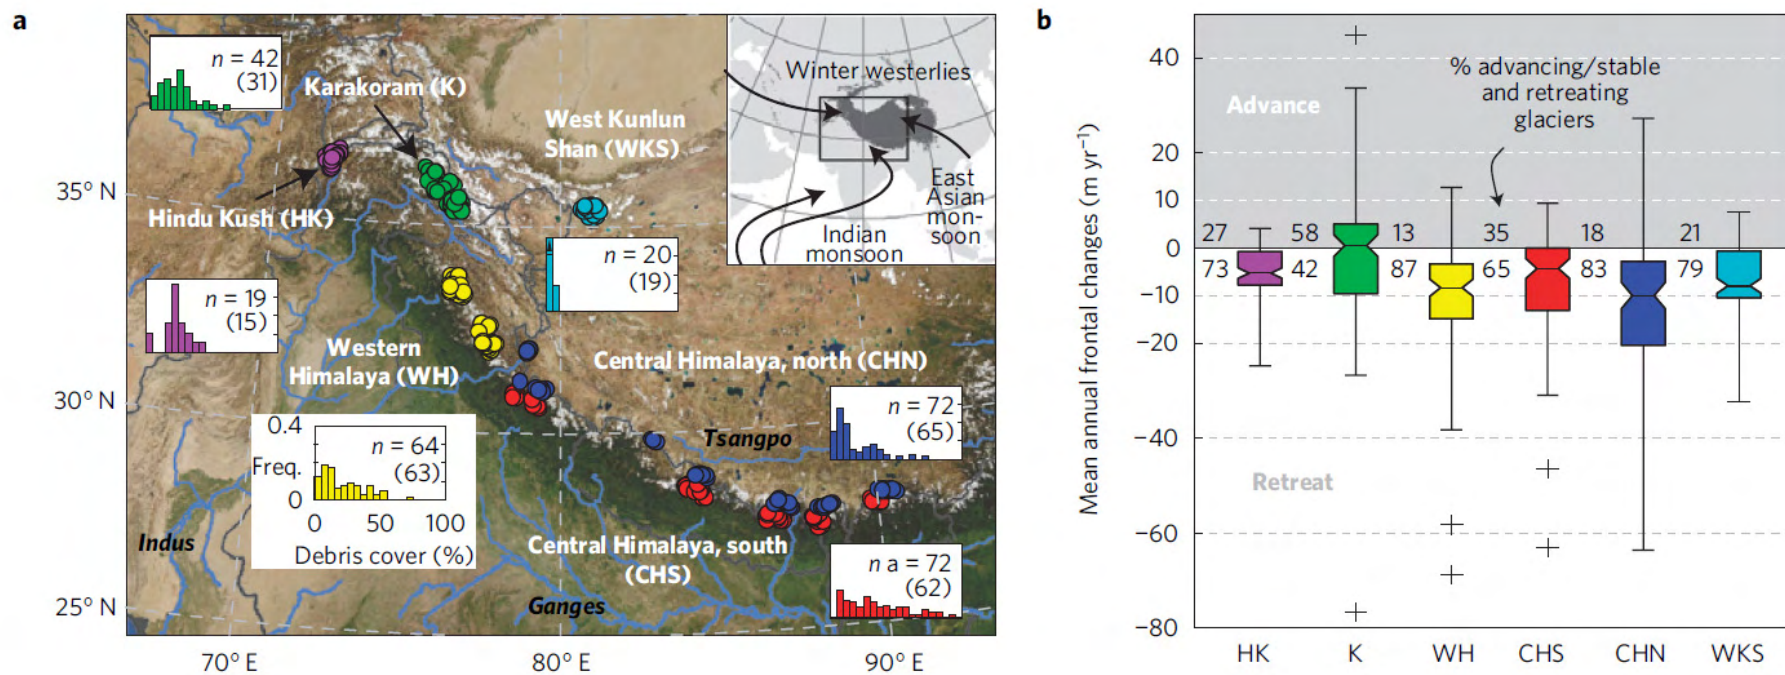 a
n = 42
(31)
Karakoram (K)
West Kunlun
Shan (WKS)
Winter westerlies
East
Asian
mon-
soon
Indian
monsoon
35° N
Hindu Kush (HK)
n = 20
(19)
n = 19
(15)
Western
Himalaya (WH)
Central Himalaya, north (CHN)
30° N
n = 72
(65)
Tsangpo
0.4
Freq.
0
n = 64
(63)
0
50
100
Debris cover (%)
Indus
Central Himalaya, south
(CHS)
n a = 72
(62)
Ganges
25° N
70° E
80° E
90° E
b
Mean annual frontal changes (m yr⁻¹)
40
20
10
0
−10
−20
−40
−60
−80
Advance
% advancing/stable
and retreating
glaciers
27 58 13 35 18 21
73 42 87 65 83 79
Retreat
HK K WH CHS CHN WKS